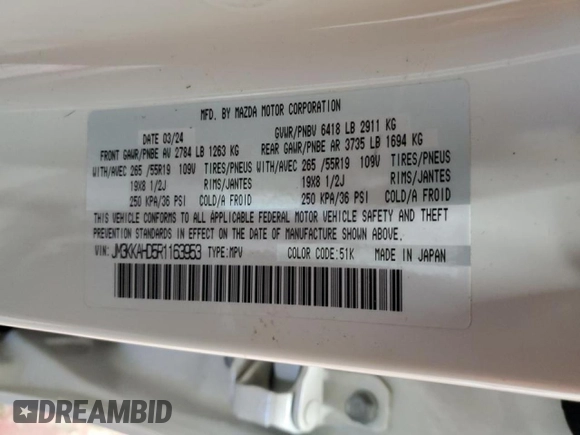 MFD. BY MAZDA MOTOR CORPORATION
DATE 03/24 GVWR/PNBV 6418 LB 2911 KG
FRONT GAWR/PNBE AV 2784 LB 1263 KG REAR GAWR/PNBE AR 3735 LB 1694 KG
WITH/AVEC 265 /55R19 109V TIRES/PNEUS WITH/AVEC 265 /55R19 109V TIRES/PNEUS
19X8 1/2J RIMS/JANTES 19X8 1/2J RIMS/JANTES
250 KPA/36 PSI COLD/A FROID 250 KPA/36 PSI COLD/A FROID
THIS VEHICLE CONFORMS TO ALL APPLICABLE FEDERAL MOTOR VEHICLE SAFETY AND THEFT
PREVENTION STANDARDS IN EFFECT ON THE DATE OF MANUFACTURE SHOWN ABOVE.
VIN: JM3KKAHD5R1163953 TYPE:MPV COLOR CODE:51K MADE IN JAPAN
DREAMBID